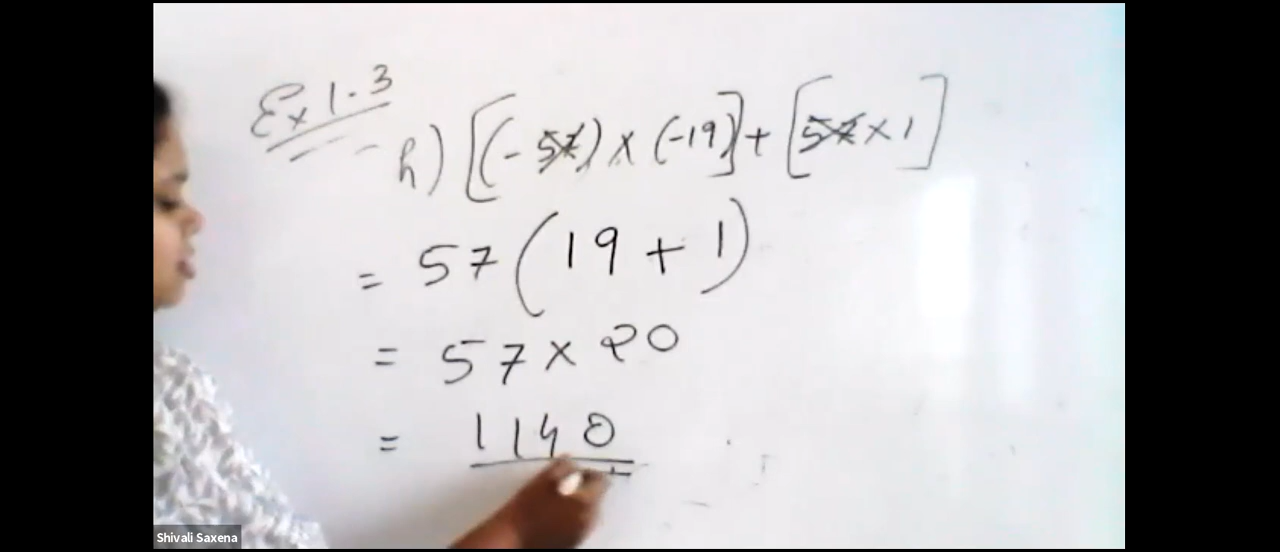 Ex 1.3
h) [(-57) × (-19)] + [57 × 1]
= 57 (19 + 1)
= 57 × 20
= 1140
Shivali Saxena